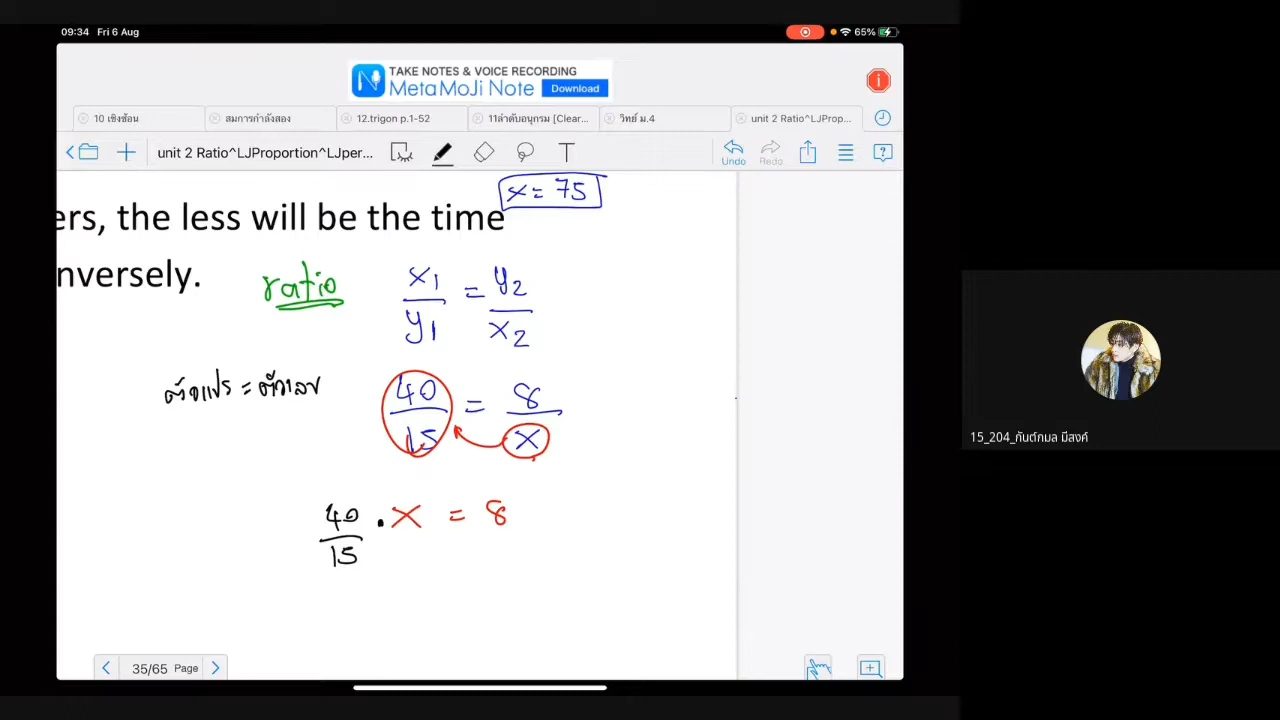 09:34 Fri 6 Aug 65%
TAKE NOTES & VOICE RECORDING
MetaMoJi Note Download
10 เชิงซ้อน สมการกำลังสอง 12.trigon p.1-52 11ลำดับอนุกรม [Clear... วิทย์ ม.4 unit 2 Ratio^LJProp...
unit 2 Ratio^LJProportion^LJper... T Undo Redo
x = 75
ers, the less will be the time
nversely.
ratio x1/y1 = y2/x2
ตัวแปร = ตัวเลข
40/15 = 8/x
40/15 · x = 8
35/65 Page
15_204_กันต์กมล มีสงค์